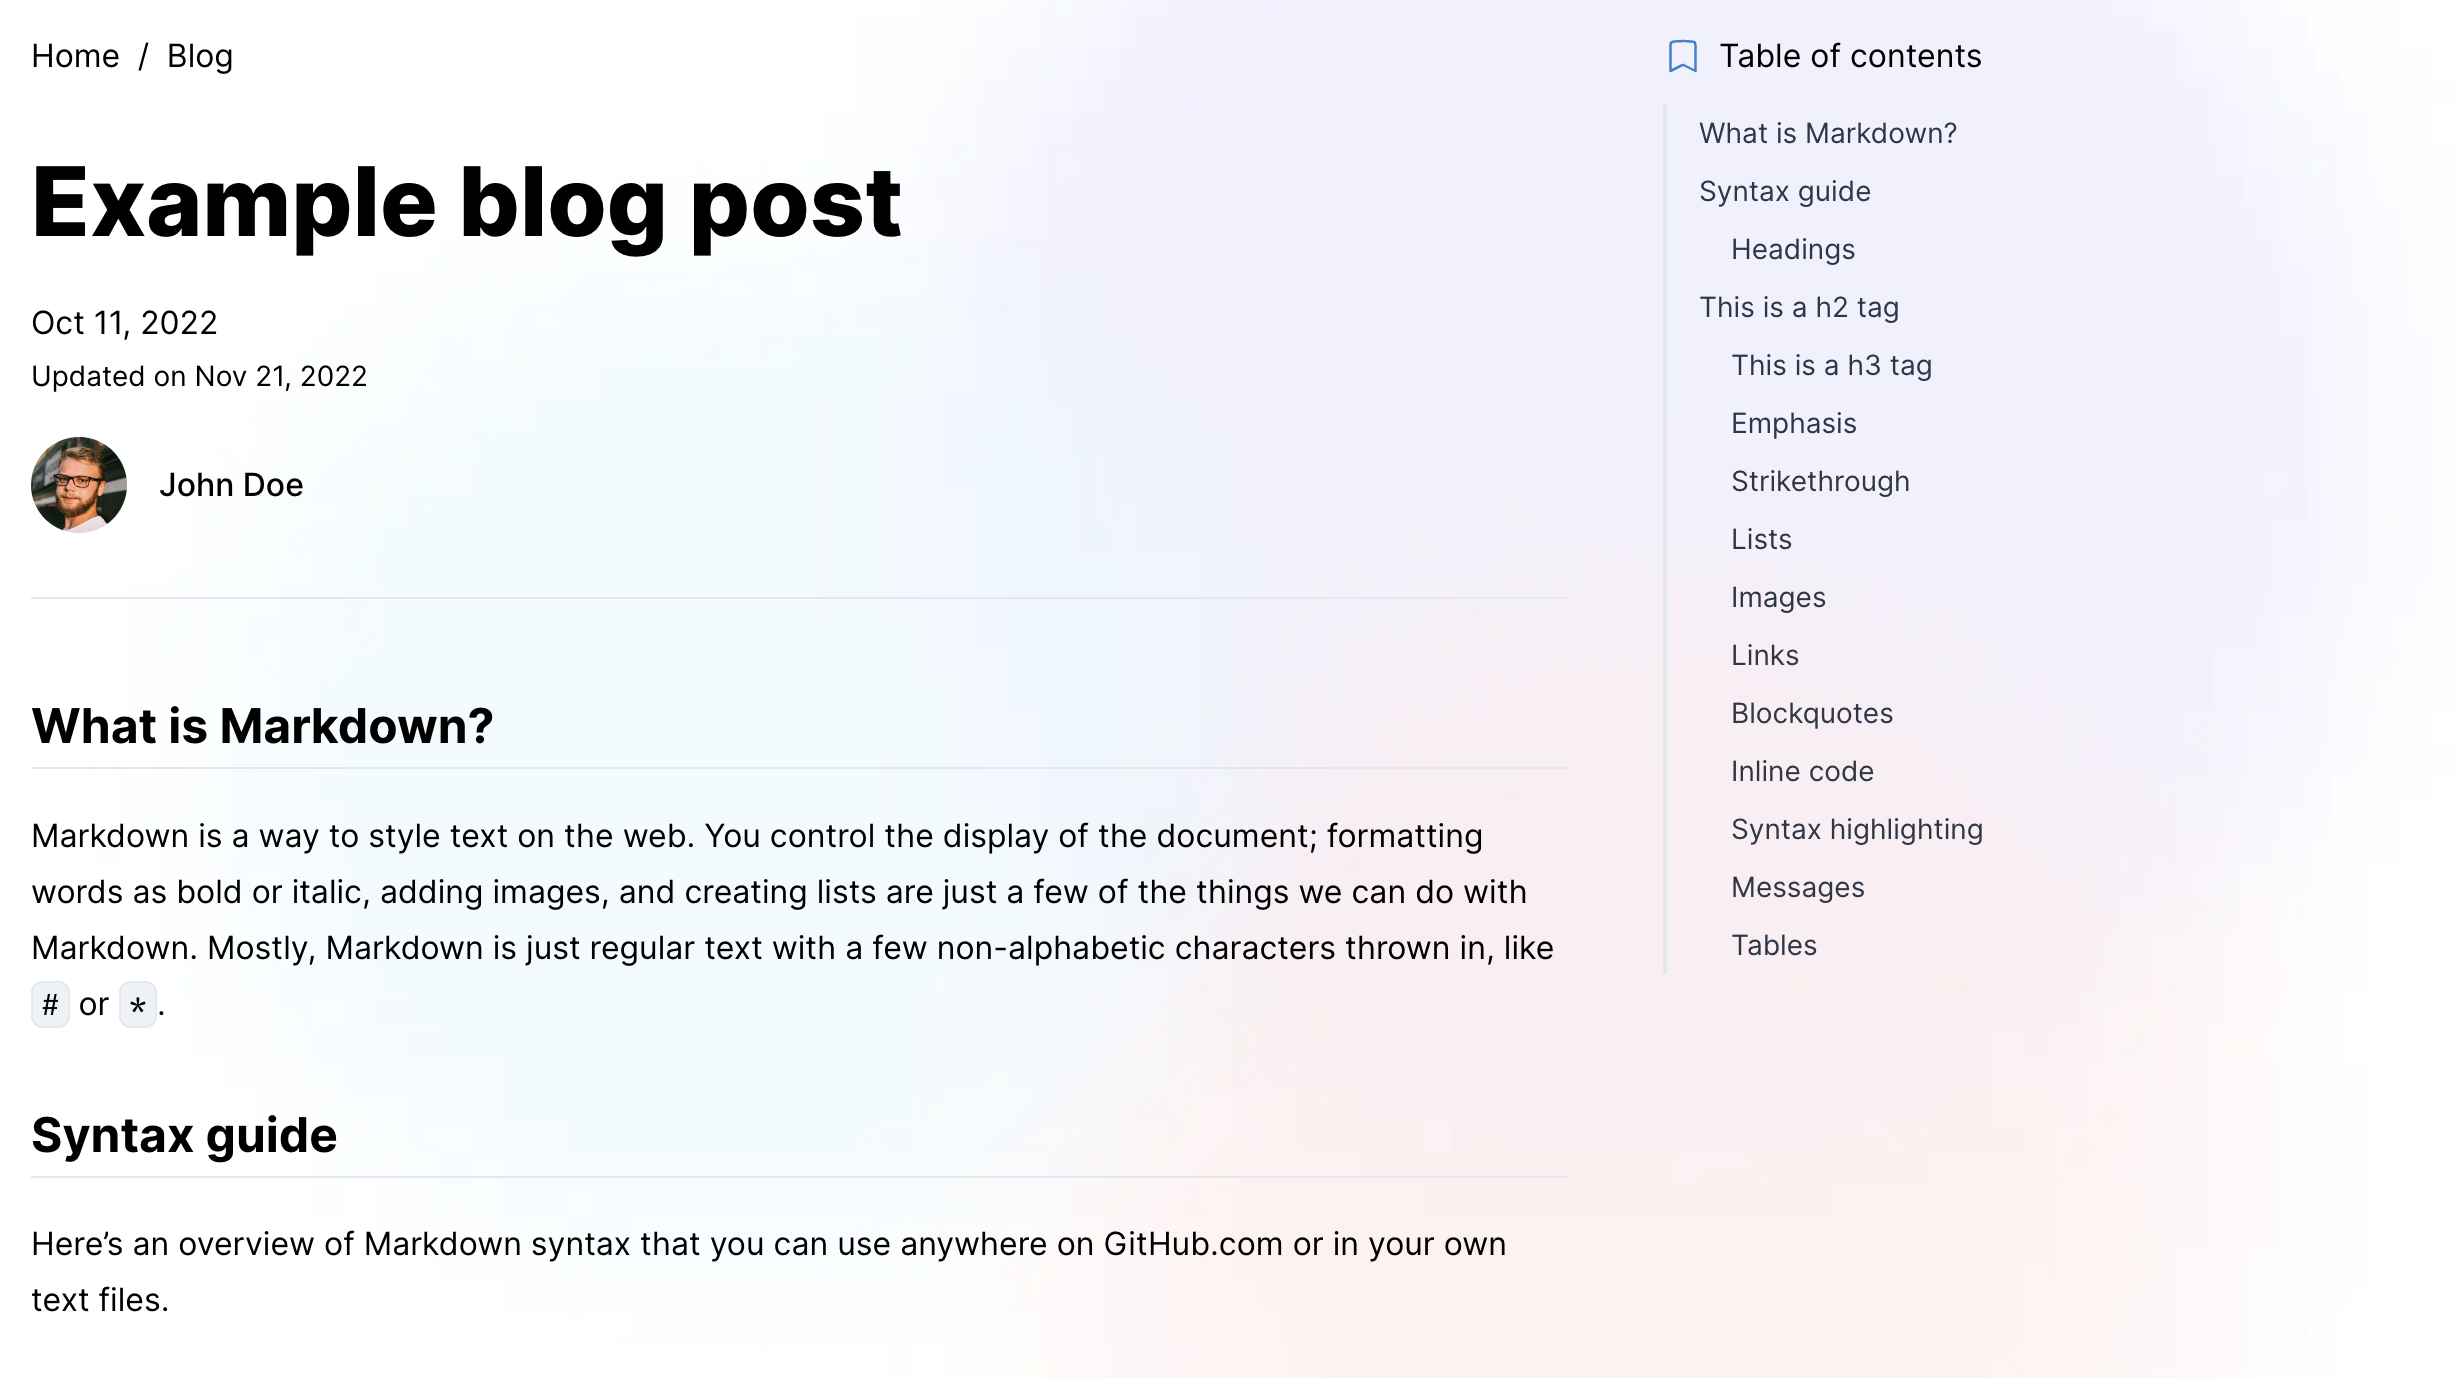 Home / Blog
Example blog post
Oct 11, 2022
Updated on Nov 21, 2022
John Doe
What is Markdown?
Markdown is a way to style text on the web. You control the display of the document; formatting
words as bold or italic, adding images, and creating lists are just a few of the things we can do with
Markdown. Mostly, Markdown is just regular text with a few non-alphabetic characters thrown in, like
# or *.
Syntax guide
Here’s an overview of Markdown syntax that you can use anywhere on GitHub.com or in your own
text files.
Table of contents
What is Markdown?
Syntax guide
Headings
This is a h2 tag
This is a h3 tag
Emphasis
Strikethrough
Lists
Images
Links
Blockquotes
Inline code
Syntax highlighting
Messages
Tables